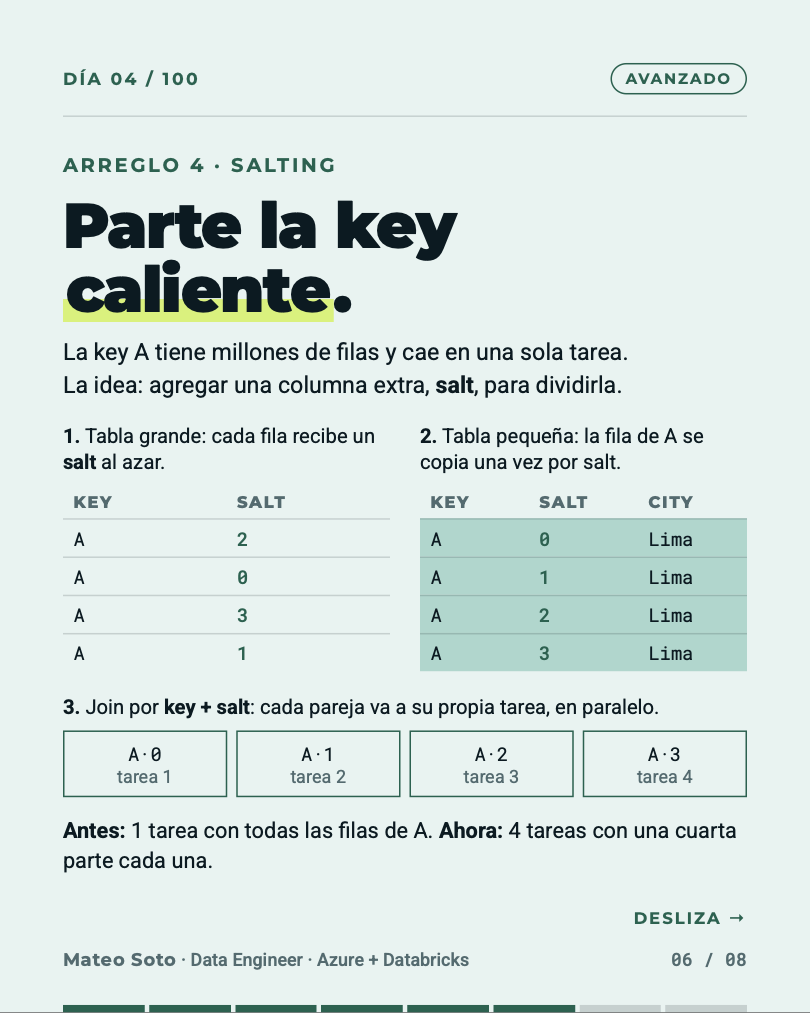 DÍA 04 / 100
AVANZADO
ARREGLO 4 · SALTING
Parte la key
caliente.
La key A tiene millones de filas y cae en una sola tarea.
La idea: agregar una columna extra, salt, para dividirla.
1. Tabla grande: cada fila recibe un
salt al azar.
KEY SALT
A 2
A 0
A 3
A 1
2. Tabla pequeña: la fila de A se
copia una vez por salt.
KEY SALT CITY
A 0 Lima
A 1 Lima
A 2 Lima
A 3 Lima
3. Join por key + salt: cada pareja va a su propia tarea, en paralelo.
A·0
tarea 1
A·1
tarea 2
A·2
tarea 3
A·3
tarea 4
Antes: 1 tarea con todas las filas de A. Ahora: 4 tareas con una cuarta
parte cada una.
DESLIZA →
Mateo Soto · Data Engineer · Azure + Databricks
06 / 08